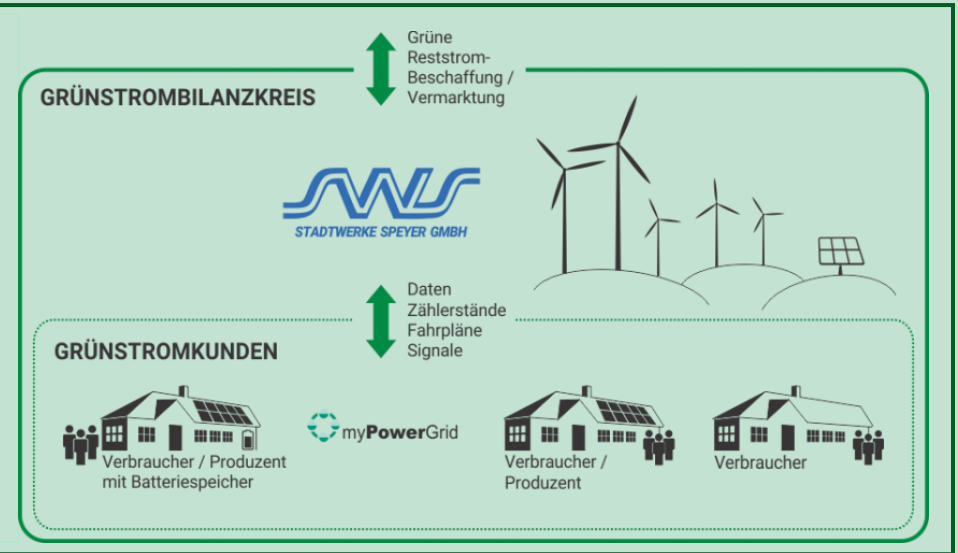 Grüne
Reststrom-
Beschaffung /
Vermarktung
GRÜNSTROMBILANZKREIS
SWS
STADTWERKE SPEYER GMBH
Daten
Zählerstände
Fahrpläne
Signale
GRÜNSTROMKUNDEN
Verbraucher / Produzent
mit Batteriespeicher
myPowerGrid
Verbraucher /
Produzent
Verbraucher